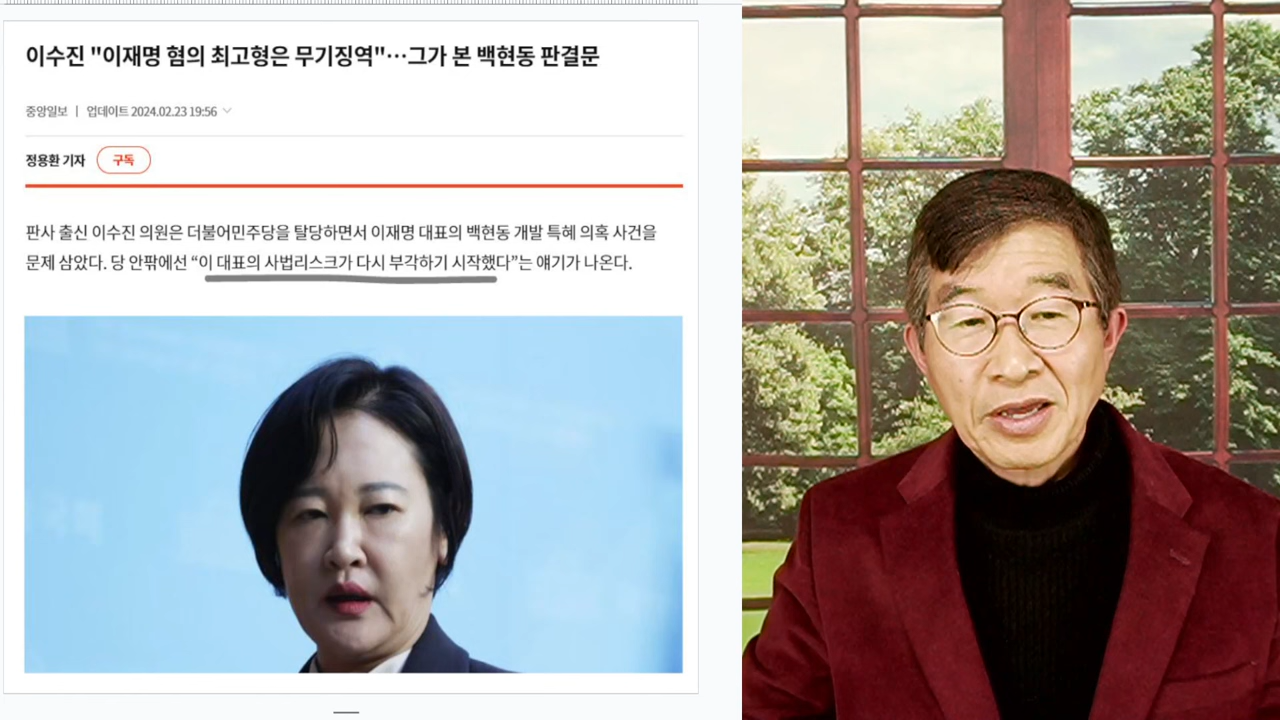 이수진 "이재명 혐의 최고형은 무기징역"…그가 본 백현동 판결문
중앙일보 | 업데이트 2024.02.23 19:56
정용환 기자 구독
판사 출신 이수진 의원은 더불어민주당을 탈당하면서 이재명 대표의 백현동 개발 특혜 의혹 사건을
문제 삼았다. 당 안팎에선 “이 대표의 사법리스크가 다시 부각하기 시작했다”는 얘기가 나온다.